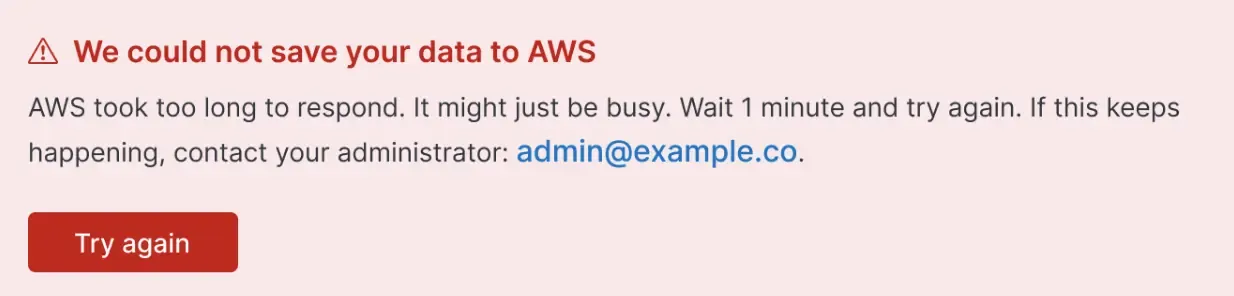 We could not save your data to AWS
AWS took too long to respond. It might just be busy. Wait 1 minute and try again. If this keeps
happening, contact your administrator: admin@example.co.
Try again